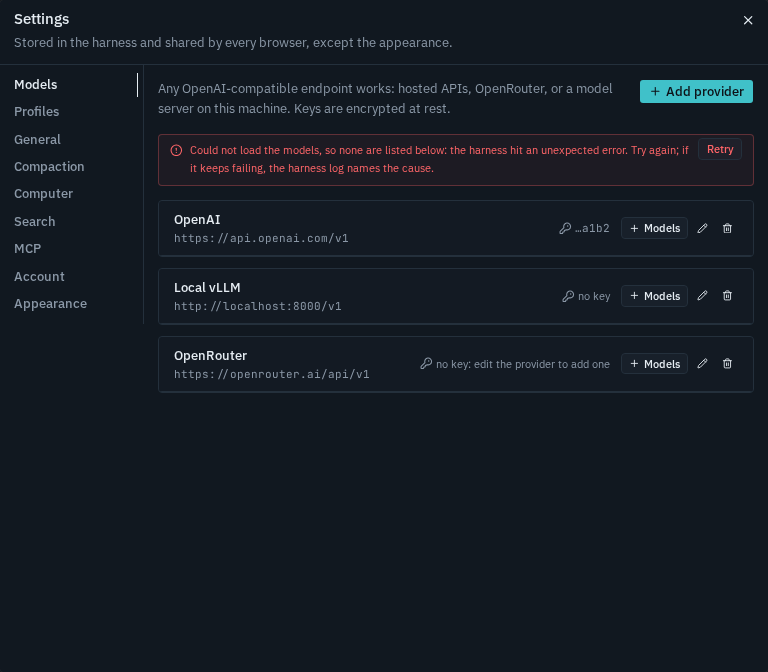 Settings
Stored in the harness and shared by every browser, except the appearance.
Models
Profiles
General
Compaction
Computer
Search
MCP
Account
Appearance
Any OpenAI-compatible endpoint works: hosted APIs, OpenRouter, or a model
server on this machine. Keys are encrypted at rest.
+ Add provider
Could not load the models, so none are listed below: the harness hit an unexpected error. Try again; if
it keeps failing, the harness log names the cause.
Retry
OpenAI
https://api.openai.com/v1
…a1b2
+ Models
Local vLLM
http://localhost:8000/v1
no key
+ Models
OpenRouter
https://openrouter.ai/api/v1
no key: edit the provider to add one
+ Models